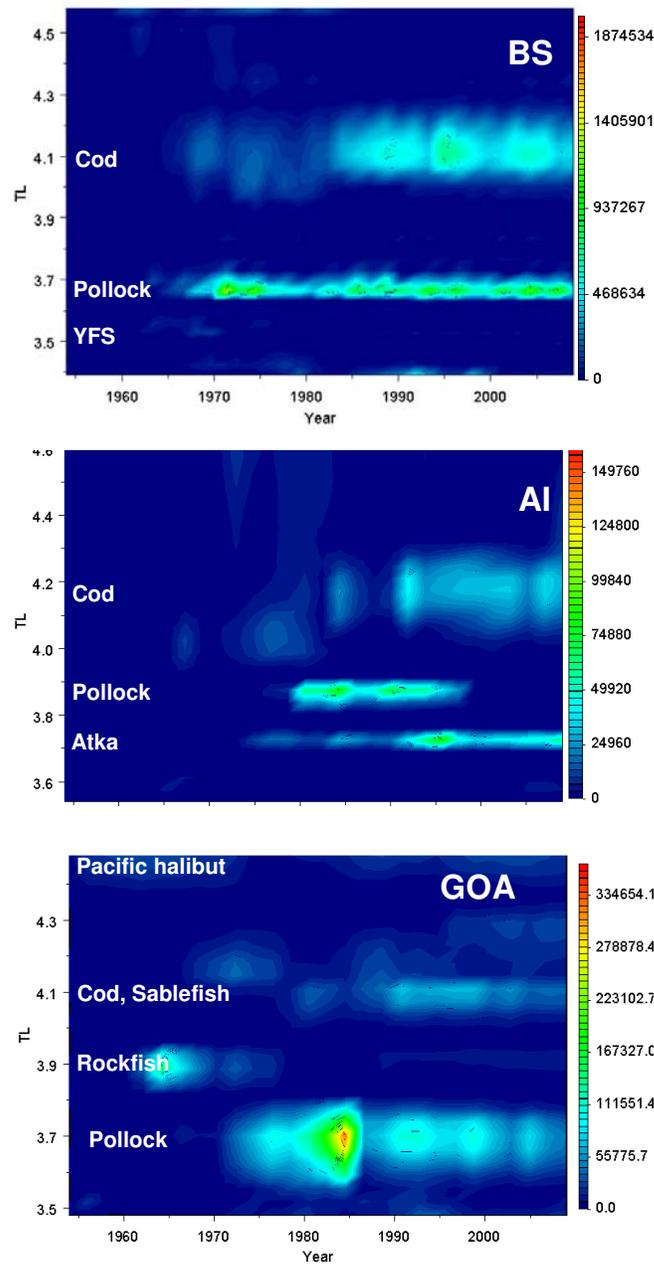 BS
4.5
4.3
Cod
4.1
TL
3.9
3.7
Pollock
YFS
3.5
1960
1970
1980
1990
2000
Year
1874534
1405901
937267
468634
0
AI
4.6
4.4
Cod
4.2
TL
4.0
Pollock
3.8
Atka
3.6
149760
124800
99840
74880
49920
24960
0
Pacific halibut
GOA
4.3
Cod, Sablefish
4.1
TL
Rockfish
3.9
Pollock
3.7
3.5
1960
1970
1980
1990
2000
Year
334654.1
278878.4
223102.7
167327.0
111551.4
55775.7
0.0